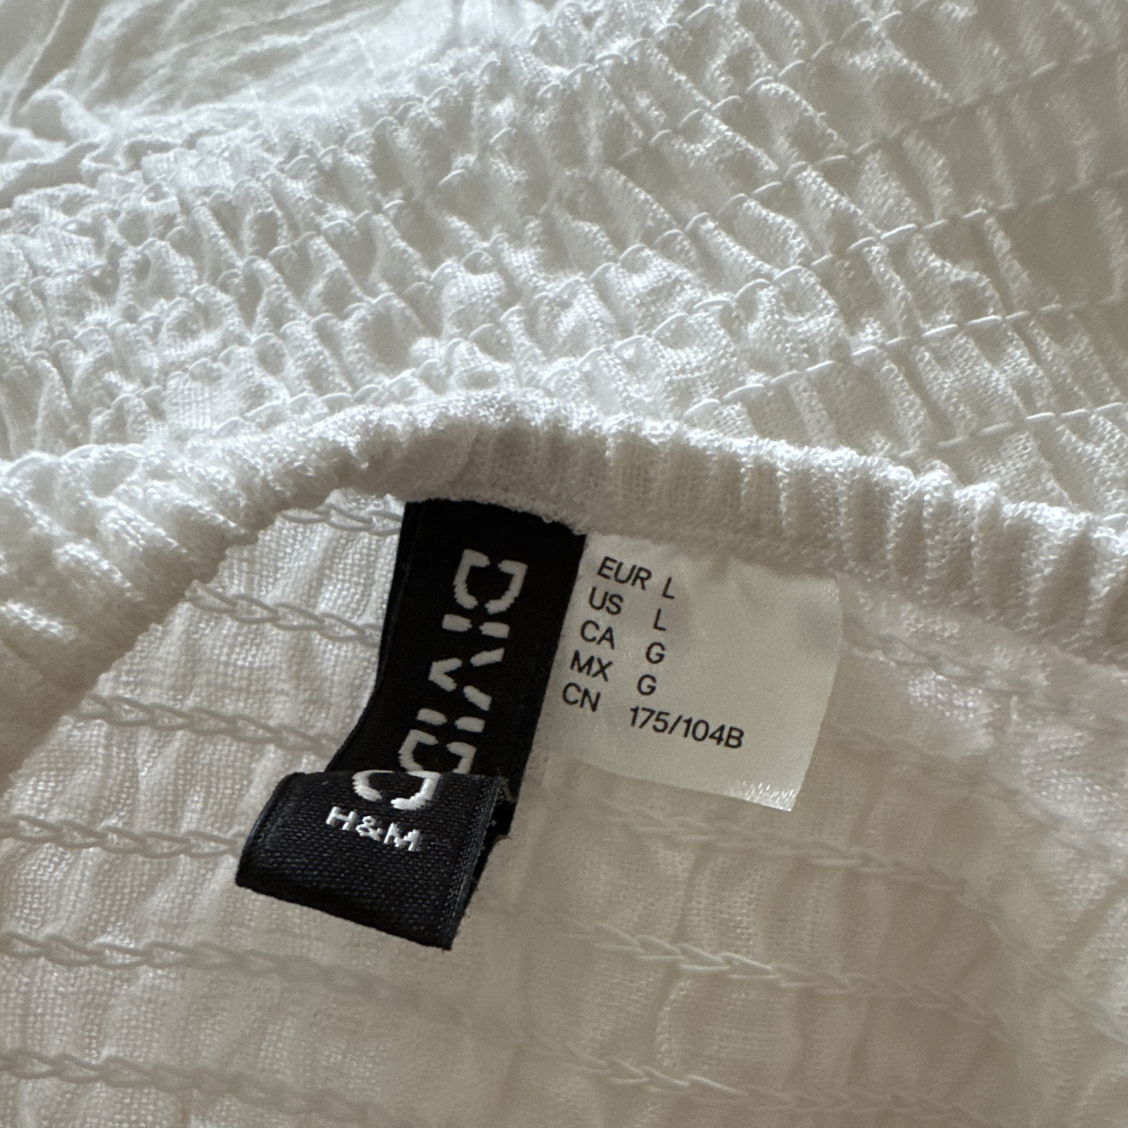 DIVIDED
H&M
EUR L
US L
CA G
MX G
CN 175/104B